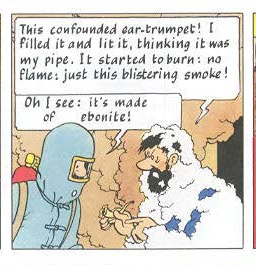 This confounded ear-trumpet! I
filled it and lit it, thinking it was
my pipe. It started to burn: no
flame: just this blistering smoke!
Oh I see: it's made
of ebonite!